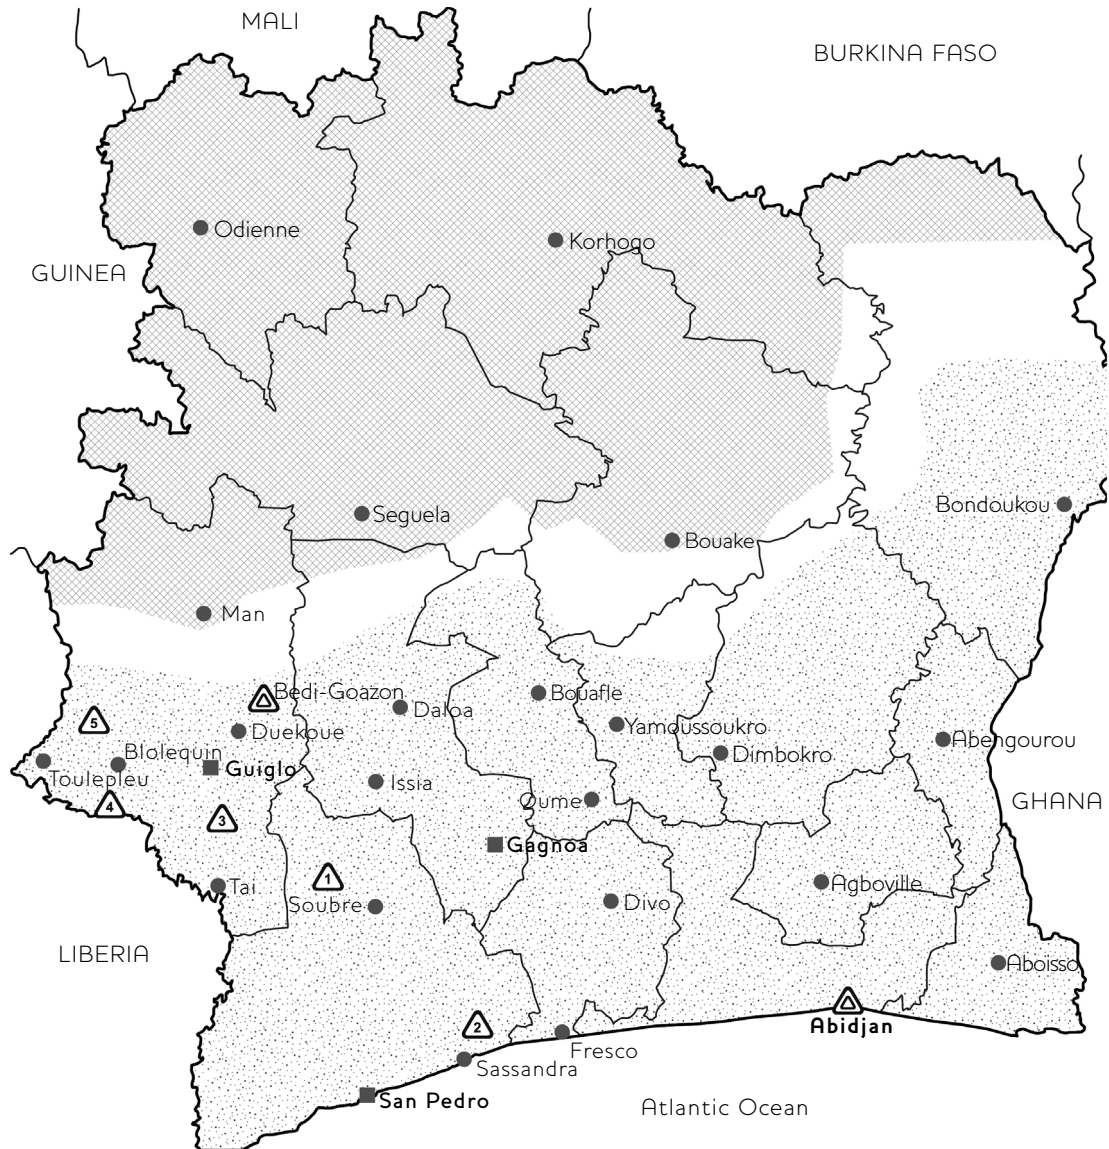 MALI
BURKINA FASO
Odienne
Korhogo
GUINEA
Bondoukou
Seguela
Bouake
Man
Bedi-Goazon
Bouafle
Daloa
5
Yamoussoukro
Duekoue
Abengourou
Blolequin
Dimbokro
Toulepleu
Guiglo
Issia
Oume
GHANA
4
3
Gagnoa
1
Tai
Agboville
Soubre
Divo
LIBERIA
Aboisso
2
Abidjan
Fresco
Sassandra
San Pedro
Atlantic Ocean